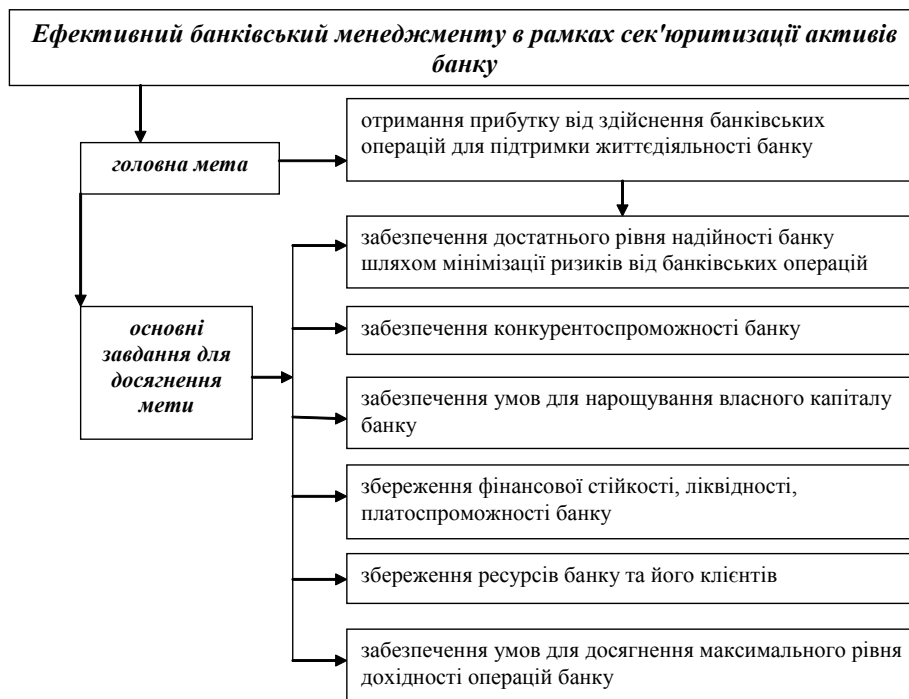 Ефективний банківський менеджменту в рамках сек'юритизації активів
банку
отримання прибутку від здійснення банківських
операцій для підтримки життєдіяльності банку
головна мета
забезпечення достатнього рівня надійності банку
шляхом мінімізації ризиків від банківських операцій
основні
завдання для
досягнення
мети
забезпечення конкурентоспроможності банку
забезпечення умов для нарощування власного капіталу
банку
збереження фінансової стійкості, ліквідності,
платоспроможності банку
збереження ресурсів банку та його клієнтів
забезпечення умов для досягнення максимального рівня
дохідності операцій банку